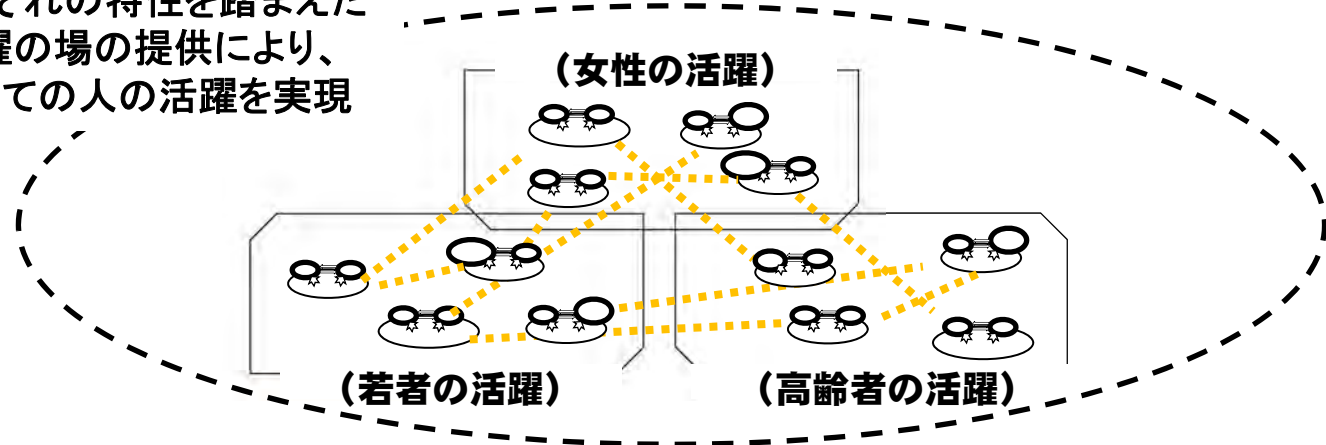 れの特性を踏まえた
の場の提供により、
ての人の活躍を実現
(女性の活躍)
(若者の活躍)
(高齢者の活躍)